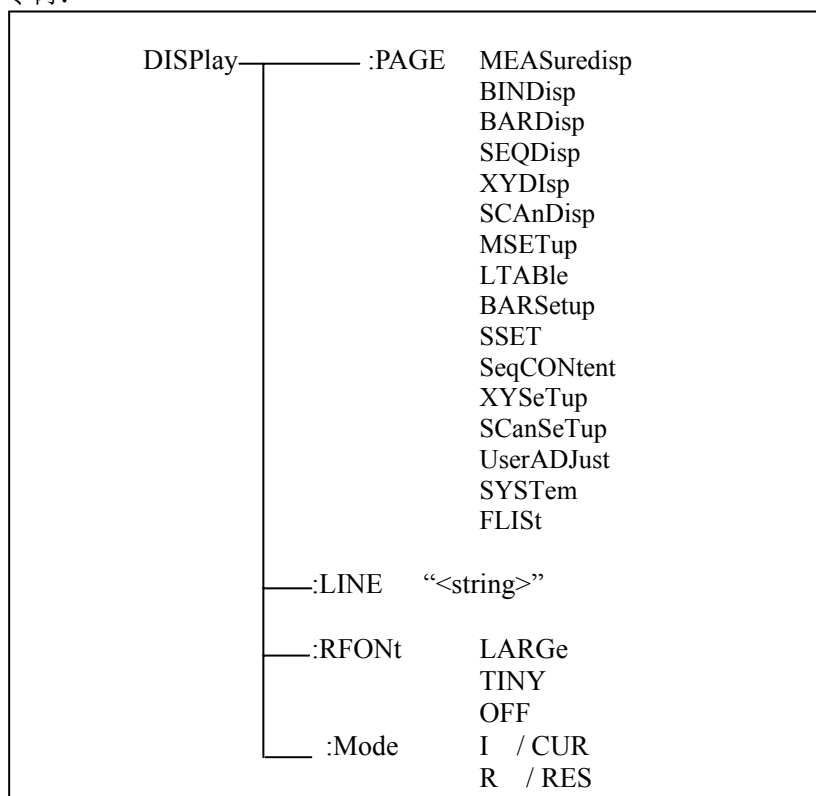 DISPlay :PAGE MEASuredisp
BINDisp
BARDisp
SEQDisp
XYDIsp
SCAnDisp
MSETup
LTABle
BARSetup
SSET
SeqCONtent
XYSeTup
SCanSeTup
UserADJust
SYSTem
FLISt
:LINE “<string>”
:RFONt LARGe
TINY
OFF
:Mode I / CUR
R / RES